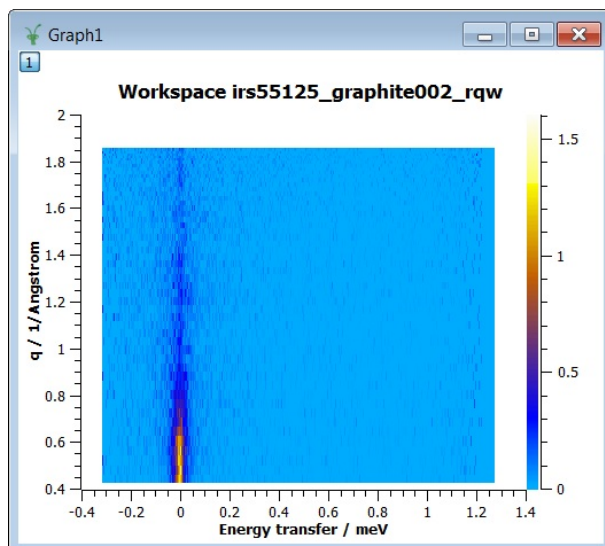 Graph1
1
Workspace irs55125_graphite002_rqw
2
1.8
1.6
1.4
1.2
1
0.8
0.6
0.4
q / 1/Angstrom
-0.4 -0.2 0 0.2 0.4 0.6 0.8 1 1.2 1.4
Energy transfer / meV
1.5
1
0.5
0